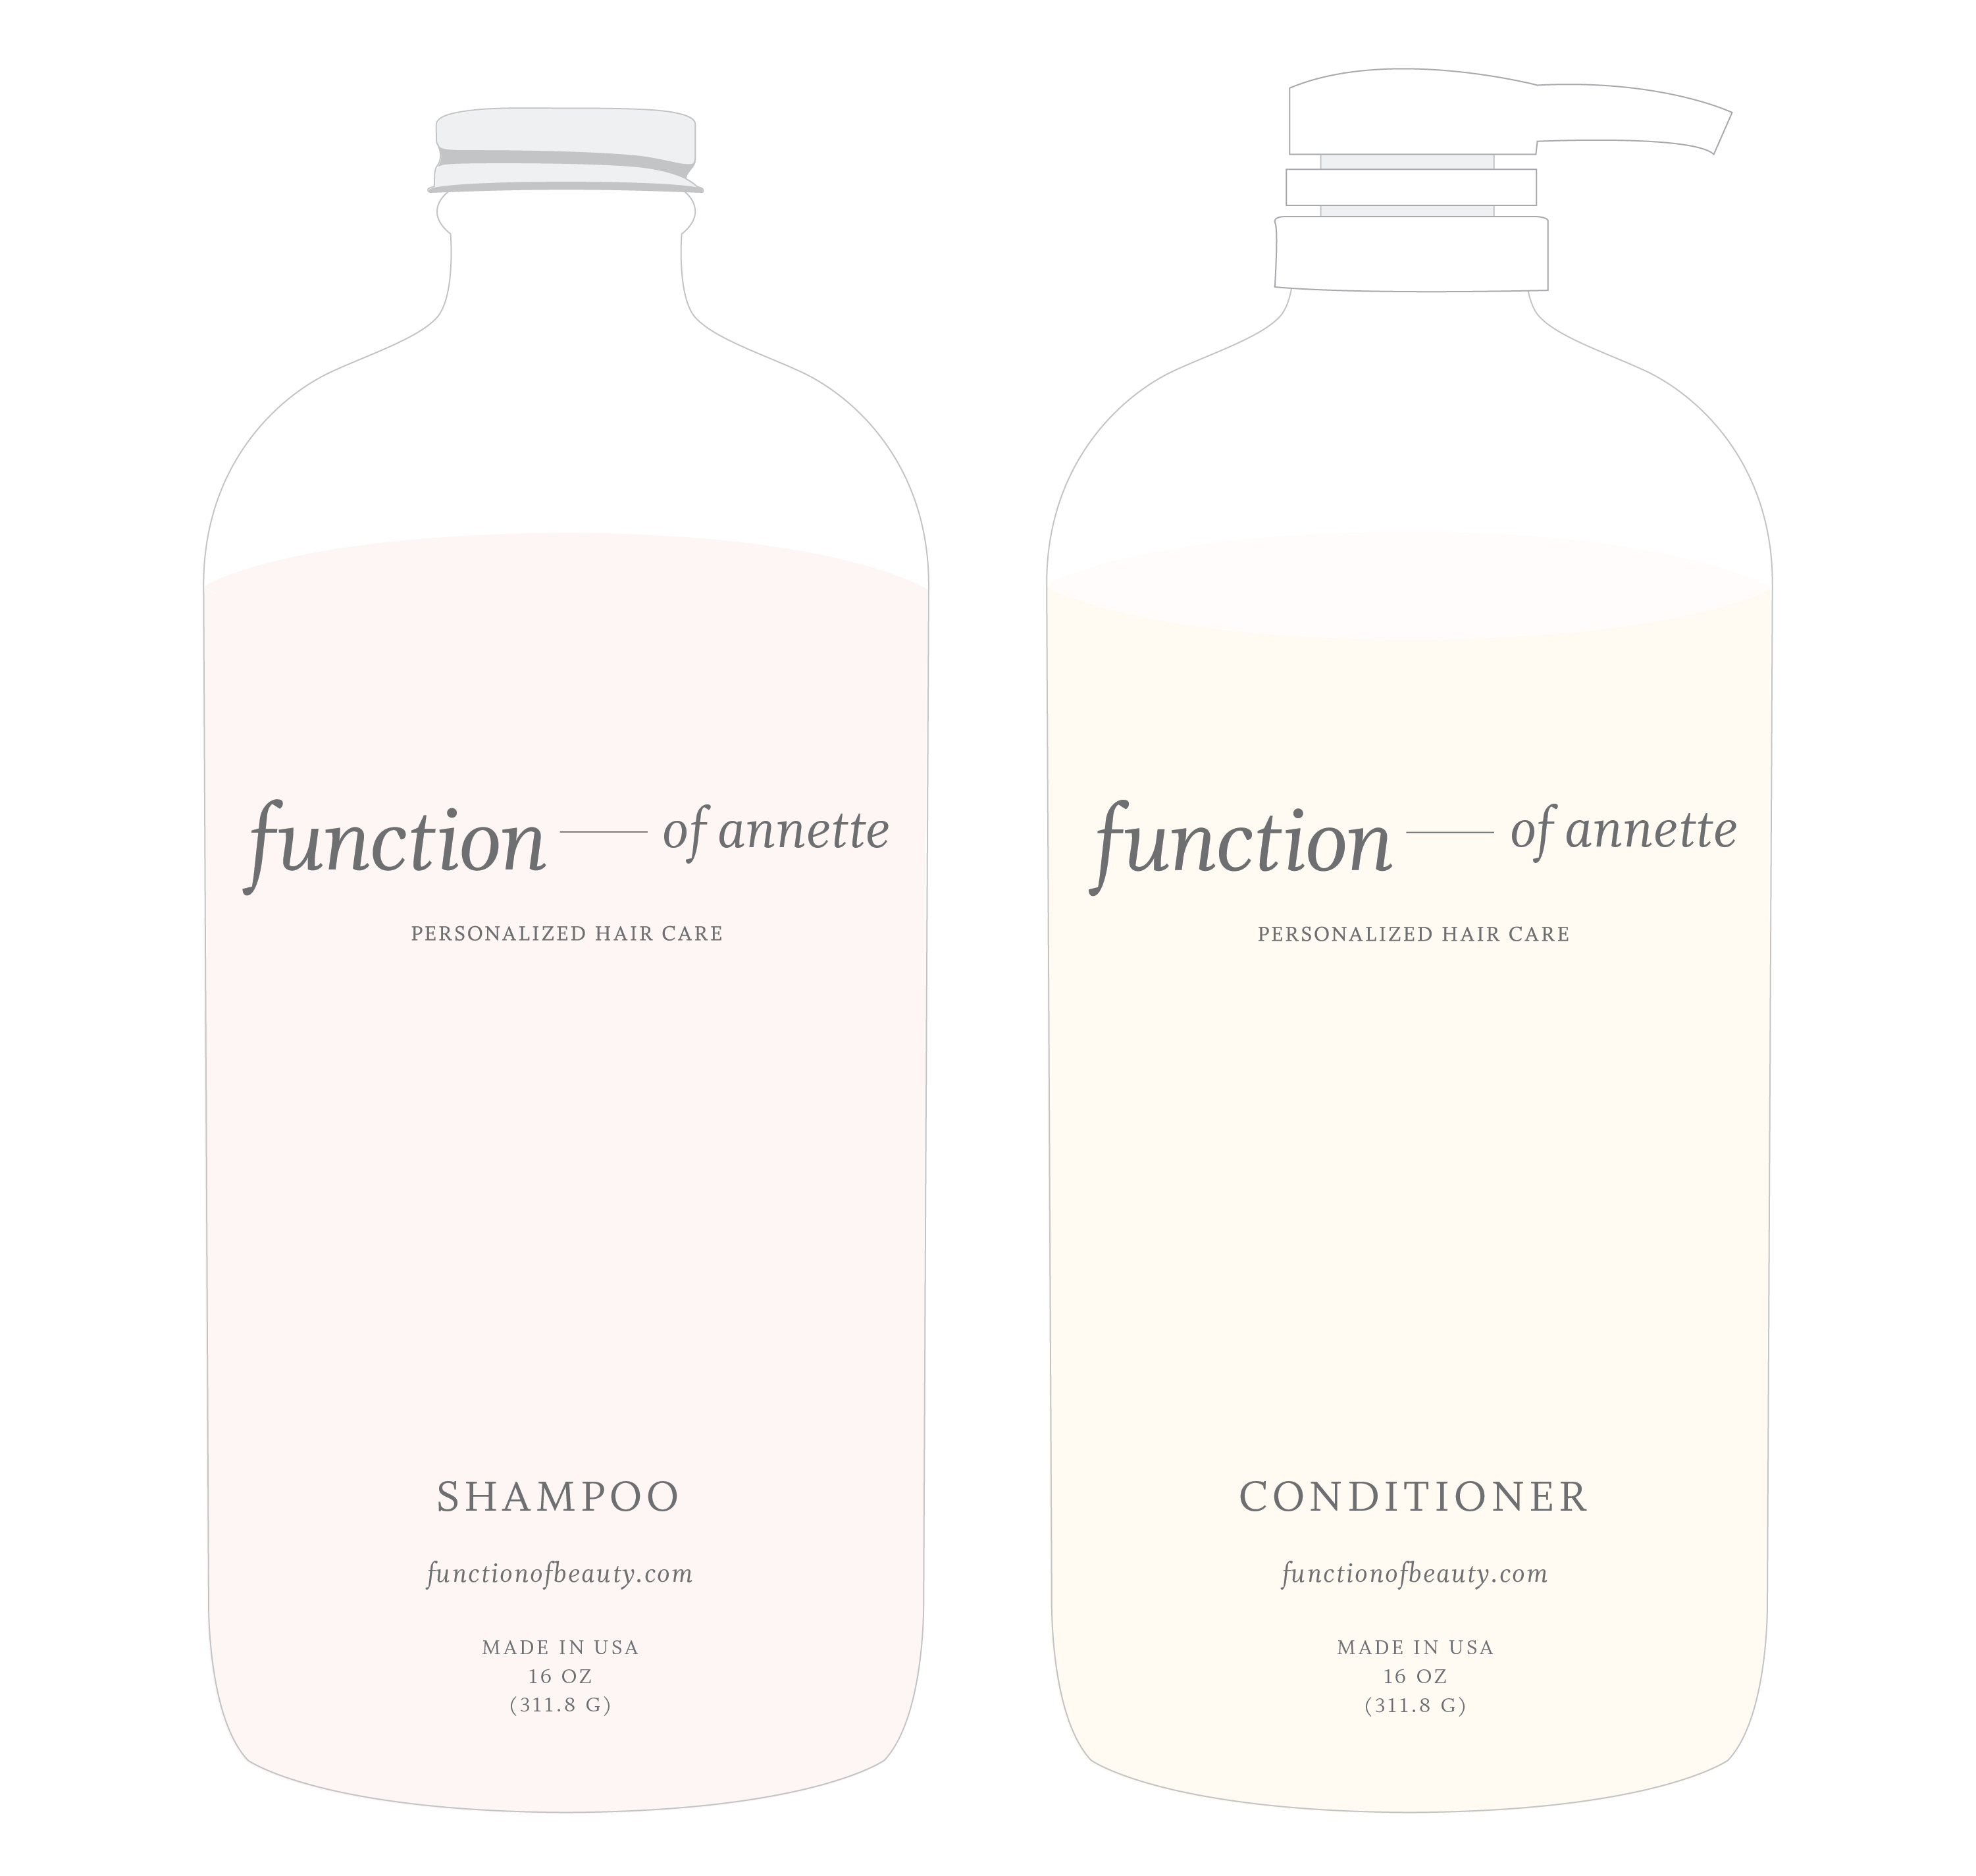 function — of annette
PERSONALIZED HAIR CARE
SHAMPOO
functionofbeauty.com
MADE IN USA
16 OZ
(311.8 G)
function — of annette
PERSONALIZED HAIR CARE
CONDITIONER
functionofbeauty.com
MADE IN USA
16 OZ
(311.8 G)